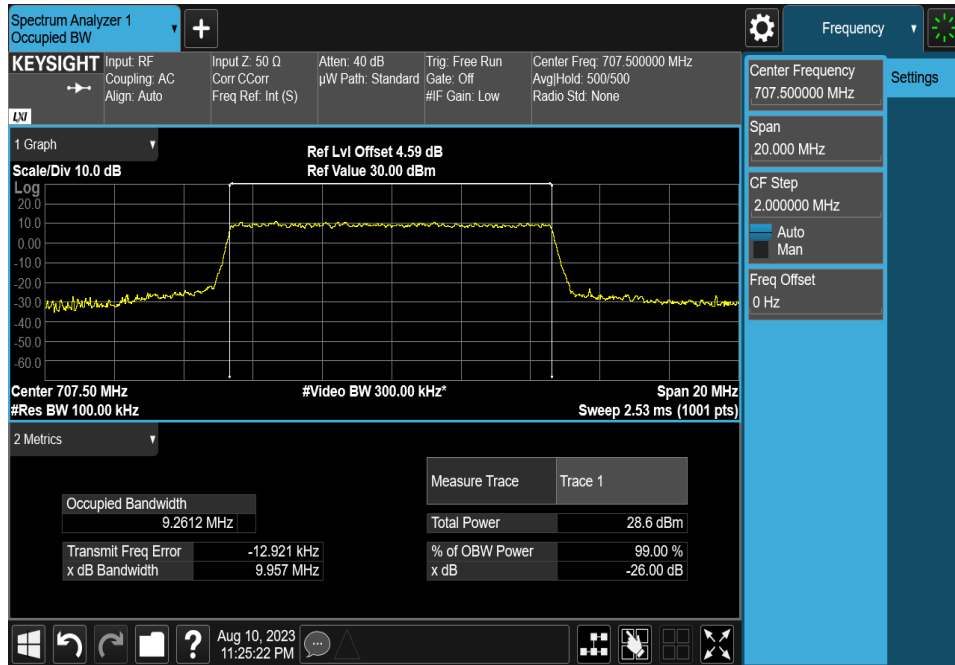 Spectrum Analyzer 1
Occupied BW
+
Frequency
KEYSIGHT
LXI
Input: RF
Coupling: AC
Align: Auto
Input Z: 50 Ω
Corr CCorr
Freq Ref: Int (S)
Atten: 40 dB
µW Path: Standard
Trig: Free Run
Gate: Off
#IF Gain: Low
Center Freq: 707.500000 MHz
Avg|Hold: 500/500
Radio Std: None
Center Frequency
707.500000 MHz
Settings
Span
20.000 MHz
CF Step
2.000000 MHz
Auto
Man
Freq Offset
0 Hz
1 Graph
Scale/Div 10.0 dB
Ref Lvl Offset 4.59 dB
Ref Value 30.00 dBm
Log
20.0
10.0
0.00
-10.0
-20.0
-30.0
-40.0
-50.0
-60.0
Center 707.50 MHz
#Res BW 100.00 kHz
#Video BW 300.00 kHz*
Span 20 MHz
Sweep 2.53 ms (1001 pts)
2 Metrics
Measure Trace Trace 1
Occupied Bandwidth
9.2612 MHz
Total Power 28.6 dBm
Transmit Freq Error -12.921 kHz
% of OBW Power 99.00 %
x dB Bandwidth 9.957 MHz
x dB -26.00 dB
?
Aug 10, 2023
11:25:22 PM